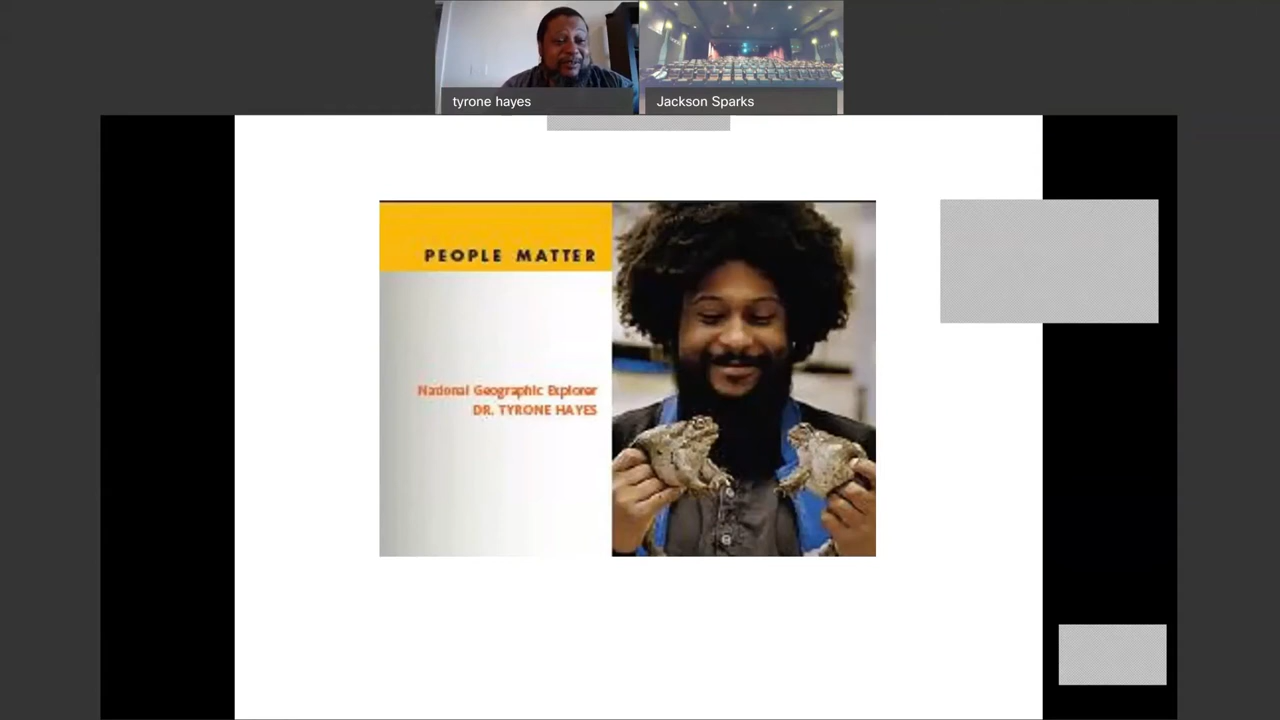 tyrone hayes
Jackson Sparks
PEOPLE MATTER
National Geographic Explorer
DR. TYRONE HAYES